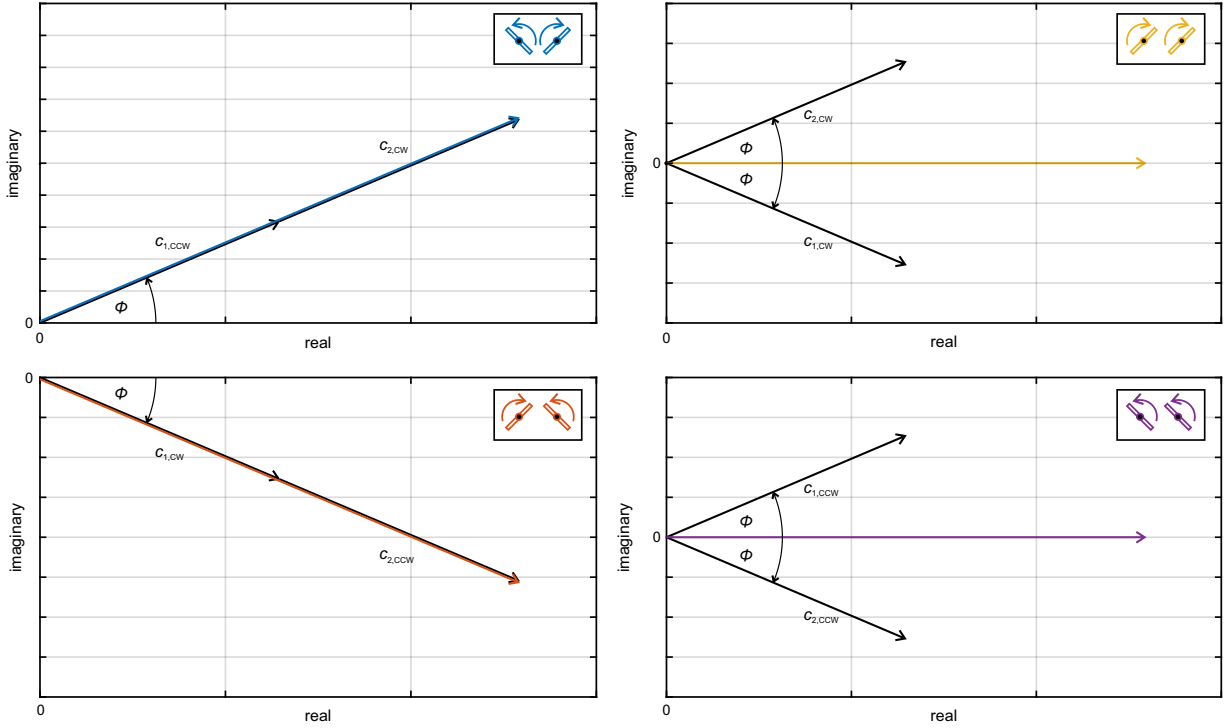 imaginary
c2,CW
c1,CCW
Φ
0
0
real
imaginary
c2,CW
Φ
0
Φ
c1,CW
0
real
imaginary
0
Φ
c1,CW
c2,CCW
0
real
imaginary
c1,CCW
Φ
0
Φ
c2,CCW
0
real